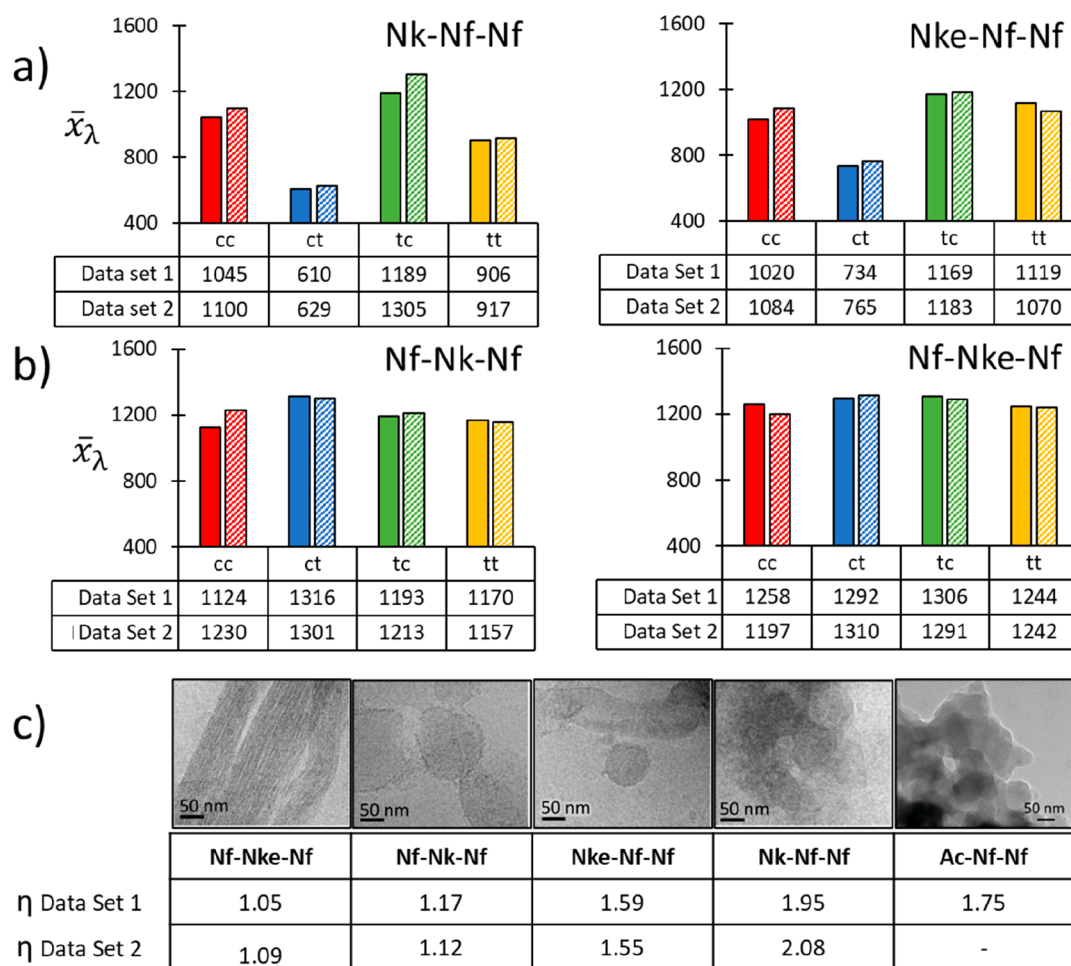 a)
Nk-Nf-Nf
x̄λ
1600
1200
800
400
cc ct tc tt
Data set 1 1045 610 1189 906
Data set 2 1100 629 1305 917
Nke-Nf-Nf
1600
1200
800
400
cc ct tc tt
Data Set 1 1020 734 1169 1119
Data Set 2 1084 765 1183 1070
b)
Nf-Nk-Nf
x̄λ
1600
1200
800
400
cc ct tc tt
Data Set 1 1124 1316 1193 1170
Data Set 2 1230 1301 1213 1157
Nf-Nke-Nf
1600
1200
800
400
cc ct tc tt
Data Set 1 1258 1292 1306 1244
Data Set 2 1197 1310 1291 1242
c)
50 nm 50 nm 50 nm 50 nm 50 nm
Nf-Nke-Nf Nf-Nk-Nf Nke-Nf-Nf Nk-Nf-Nf Ac-Nf-Nf
η Data Set 1 1.05 1.17 1.59 1.95 1.75
η Data Set 2 1.09 1.12 1.55 2.08 -